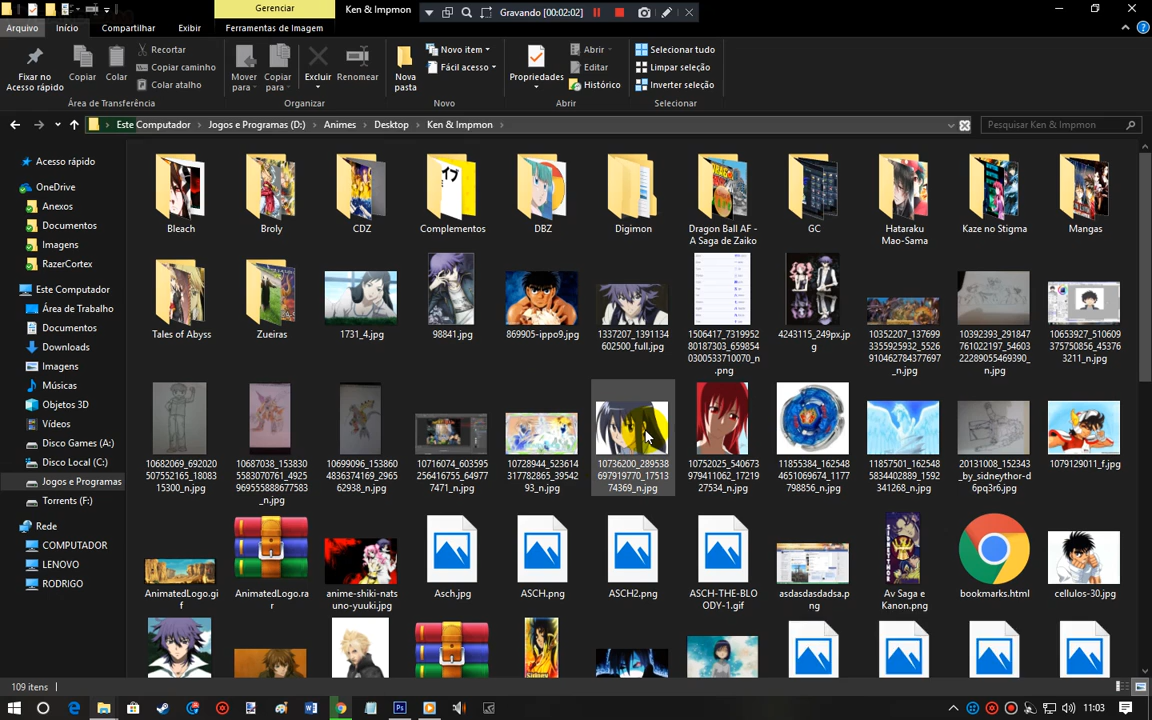 Gerenciar
Ken & Impmon
Gravando [00:02:02]
Arquivo
Início
Compartilhar
Exibir
Ferramentas de Imagem
Fixar no
Acesso rápido
Copiar
Colar
Recortar
Copiar caminho
Colar atalho
Área de Transferência
Mover
para
Copiar
para
Excluir
Renomear
Organizar
Nova
pasta
Novo item
Fácil acesso
Novo
Propriedades
Abrir
Editar
Histórico
Abrir
Selecionar tudo
Limpar seleção
Inverter seleção
Selecionar
Este Computador
Jogos e Programas (D:)
Animes
Desktop
Ken & Impmon
Pesquisar Ken & Impmon
Acesso rápido
OneDrive
Anexos
Documentos
Imagens
RazerCortex
Este Computador
Área de Trabalho
Documentos
Downloads
Imagens
Músicas
Objetos 3D
Vídeos
Disco Games (A:)
Disco Local (C:)
Jogos e Programas
Torrents (F:)
Rede
COMPUTADOR
LENOVO
RODRIGO
Bleach
Broly
CDZ
Complementos
DBZ
Digimon
Dragon Ball AF -
A Saga de Zaiko
GC
Hataraku
Mao-Sama
Kaze no Stigma
Mangas
Tales of Abyss
Zueiras
1731_4.jpg
98841.jpg
869905-ippo9.jpg
1337207_1391134
602500_full.jpg
1506417_7319952
80187303_659854
0300533710070_n
.png
4243115_249px.jp
g
10352207_137699
3335925932_5526
910462784377697
_n.jpg
10392393_291847
761022197_54603
22289055469390_
n.jpg
10653927_510609
375750856_45376
3211_n.jpg
10682069_692020
507552165_18083
15300_n.jpg
10687038_153830
5583070761_4925
969555888677583
_n.jpg
10699096_153860
4836374169_2965
62938_n.jpg
10716074_603595
256416755_64977
7471_n.jpg
10728944_523614
317782865_39542
93_n.jpg
10736200_289538
697919770_17513
74369_n.jpg
10752025_540673
979411062_17219
27534_n.jpg
11855384_162548
4651069674_1177
798856_n.jpg
11857501_162548
5834402889_1592
341268_n.jpg
20131008_152343
_by_sidneythor-d
6pq3r6.jpg
1079129011_f.jpg
AnimatedLogo.gi
f
AnimatedLogo.ra
r
anime-shiki-nats
uno-yuuki.jpg
Asch.jpg
ASCH.png
ASCH2.png
ASCH-THE-BLO
ODY-1.gif
asdasdasdadsa.p
ng
Av Saga e
Kanon.png
bookmarks.html
cellulos-30.jpg
109 itens
11:03